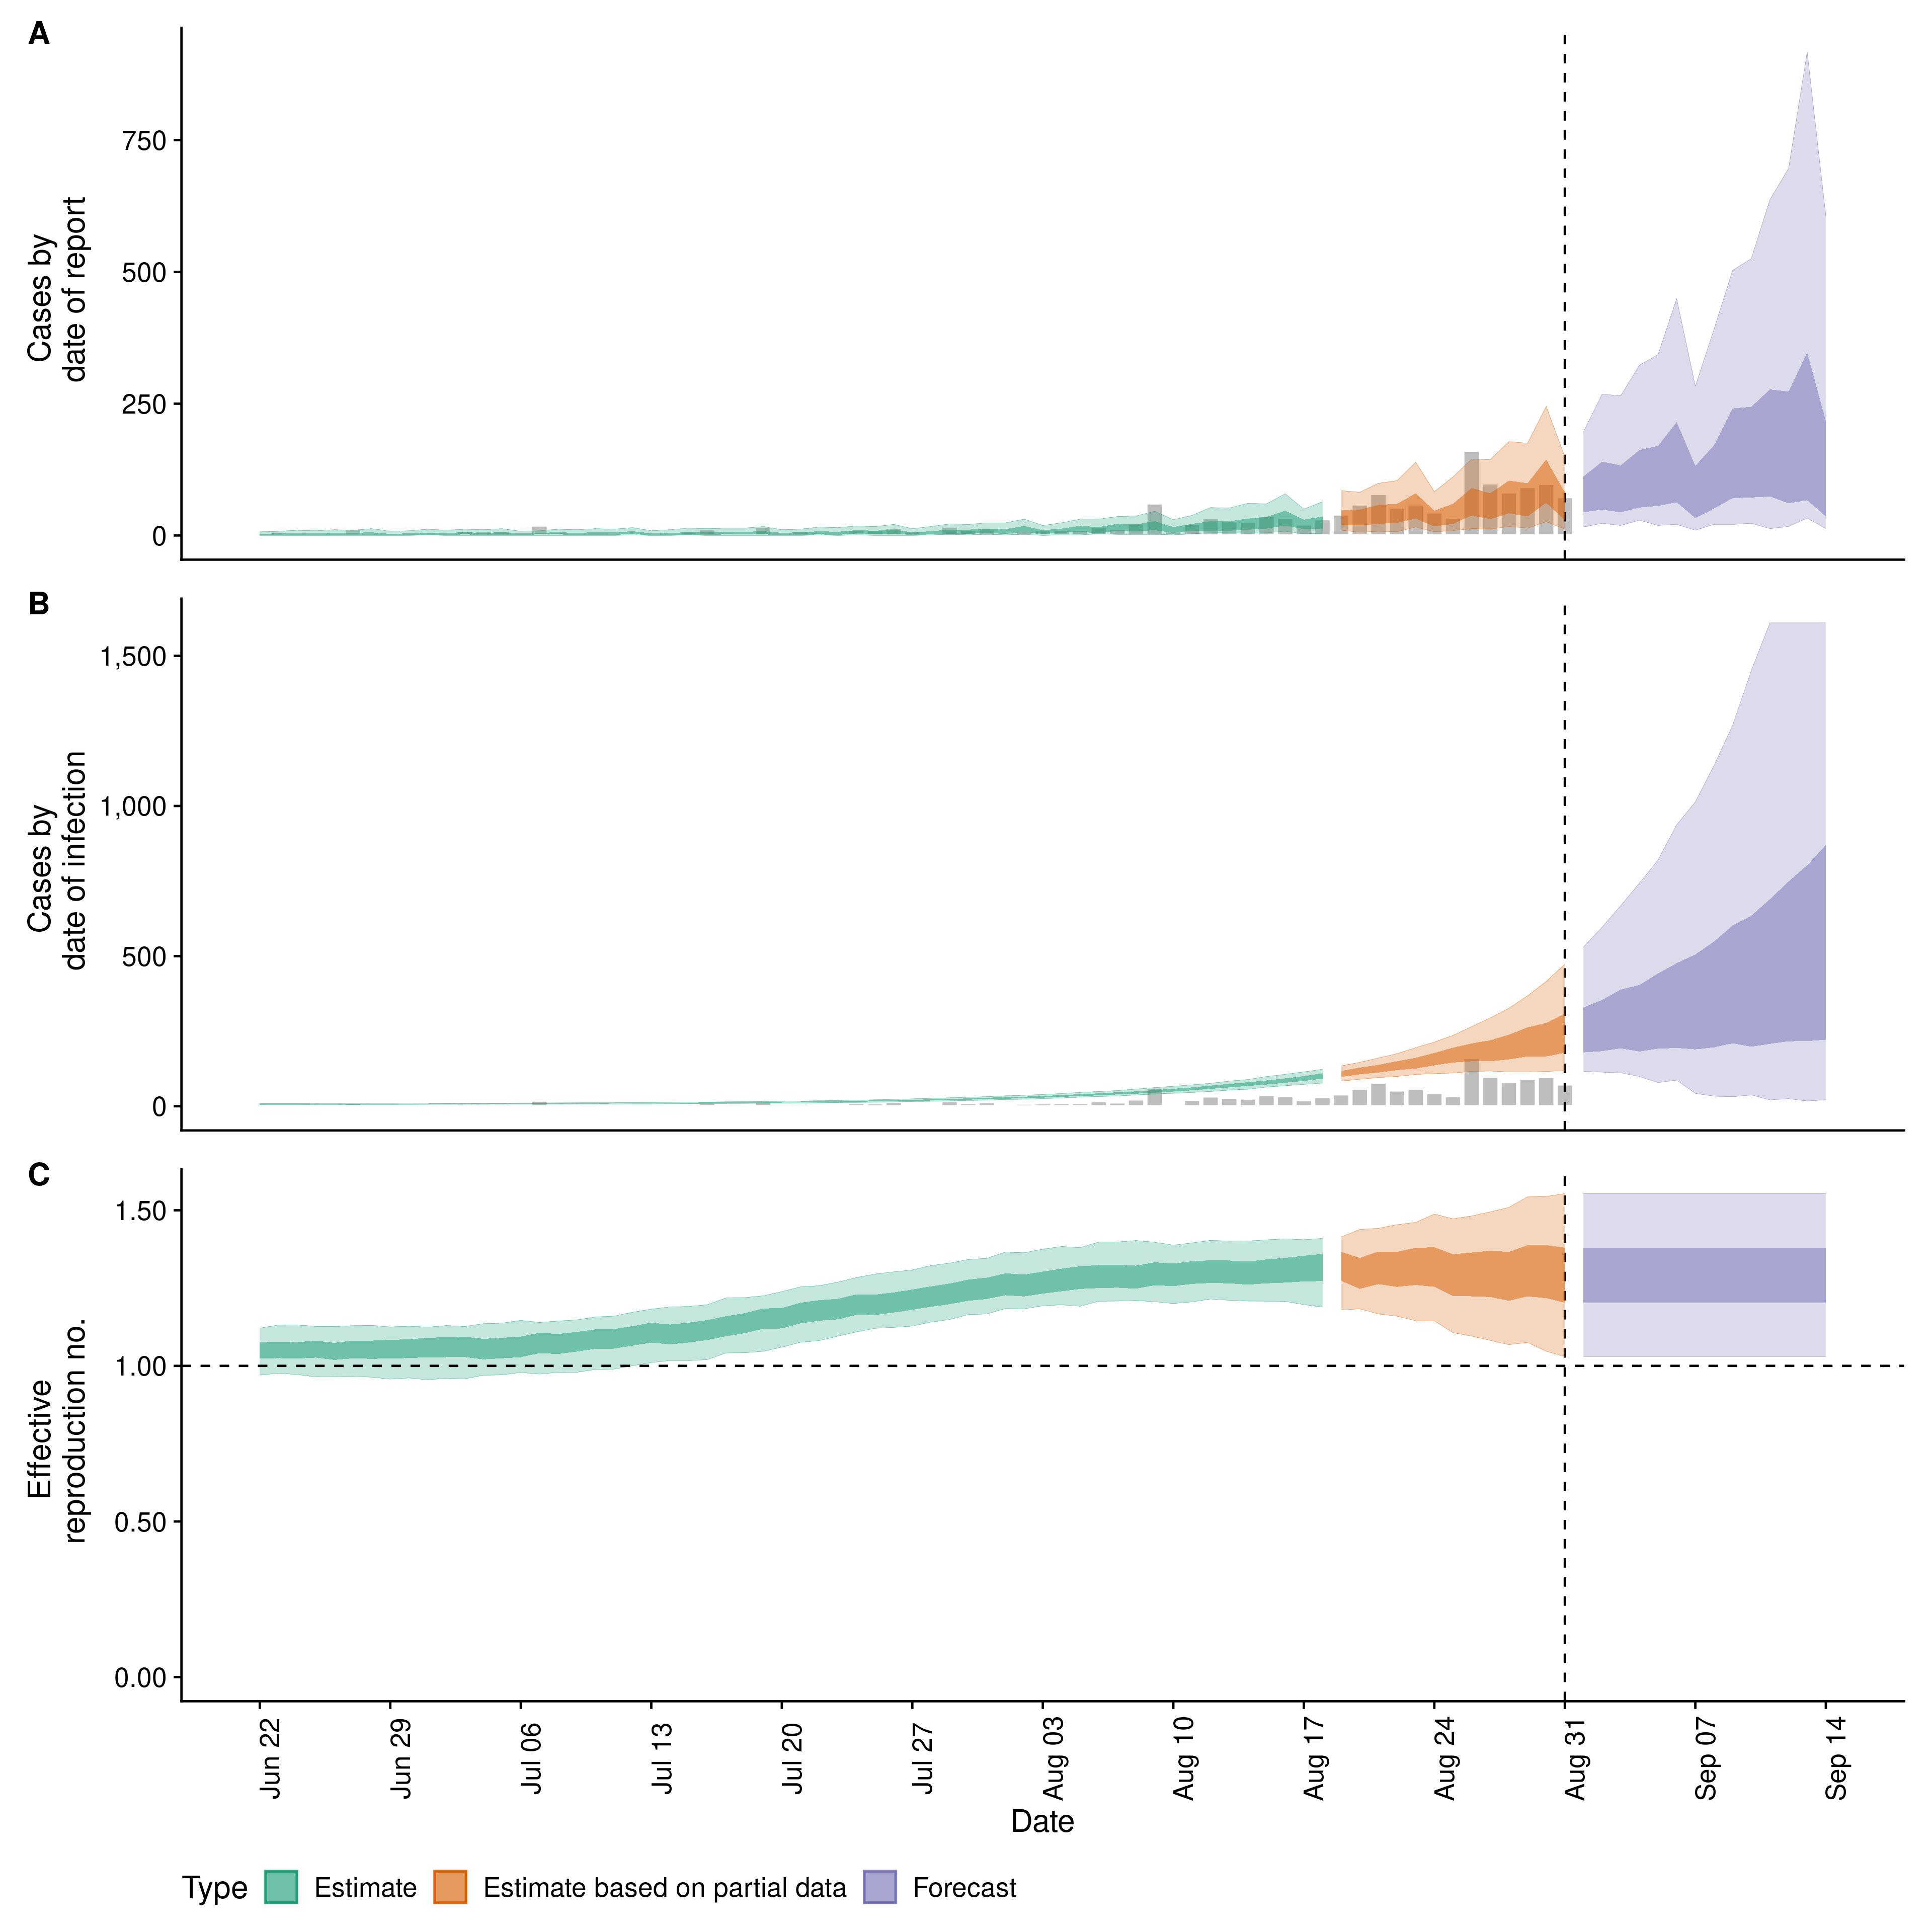 A
Cases by
date of report
750
500
250
0
B
Cases by
date of infection
1,500
1,000
500
0
C
Effective
reproduction no.
1.50
1.00
0.50
0.00
Jun 22
Jun 29
Jul 06
Jul 13
Jul 20
Jul 27
Aug 03
Aug 10
Aug 17
Aug 24
Aug 31
Sep 07
Sep 14
Date
Type
Estimate
Estimate based on partial data
Forecast